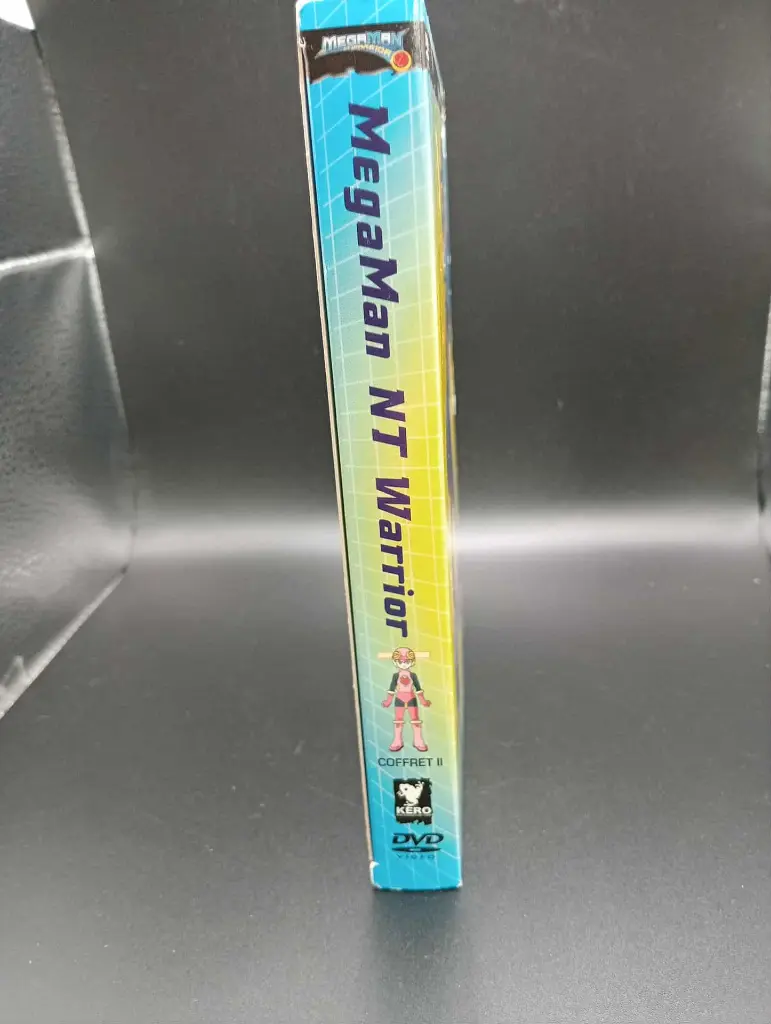 MEGAMAN
MegaMan NT Warrior
COFFRET II
KERO
DVD
VIDEO